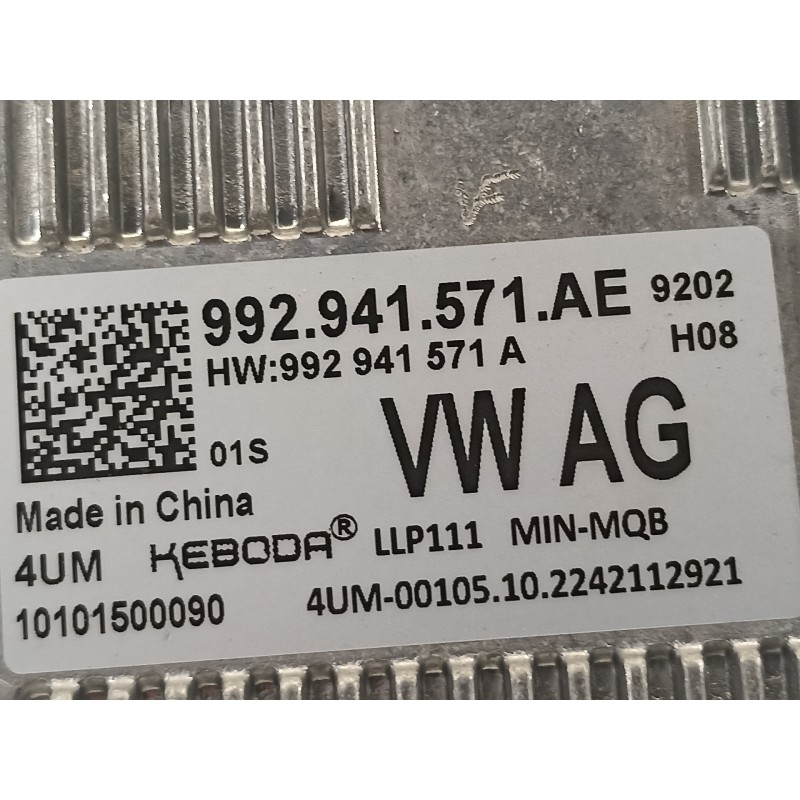 992.941.571.AE 9202
HW:992 941 571 A H08
01S VW AG
Made in China
4UM KEBODA® LLP111 MIN-MQB
10101500090 4UM-00105.10.2242112921